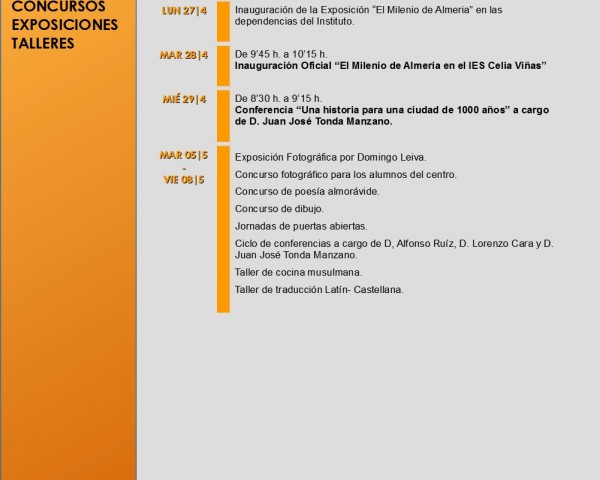 CONCURSOS
EXPOSICIONES
TALLERES
LUN 27|4
Inauguración de la Exposición “El Milenio de Almeria” en las
dependencias del Instituto.
MAR 28|4
De 9’45 h. a 10’15 h.
Inauguración Oficial “El Milenio de Almería en el IES Celia Viñas”
MIÉ 29|4
De 8’30 h. a 9’15 h.
Conferencia “Una historia para una ciudad de 1000 años” a cargo
de D. Juan José Tonda Manzano.
MAR 05|5
-
VIE 08|5
Exposición Fotográfica por Domingo Leiva.
Concurso fotográfico para los alumnos del centro.
Concurso de poesía almorávide.
Concurso de dibujo.
Jornadas de puertas abiertas.
Ciclo de conferencias a cargo de D, Alfonso Ruíz, D. Lorenzo Cara y D.
Juan José Tonda Manzano.
Taller de cocina musulmana.
Taller de traducción Latín- Castellana.